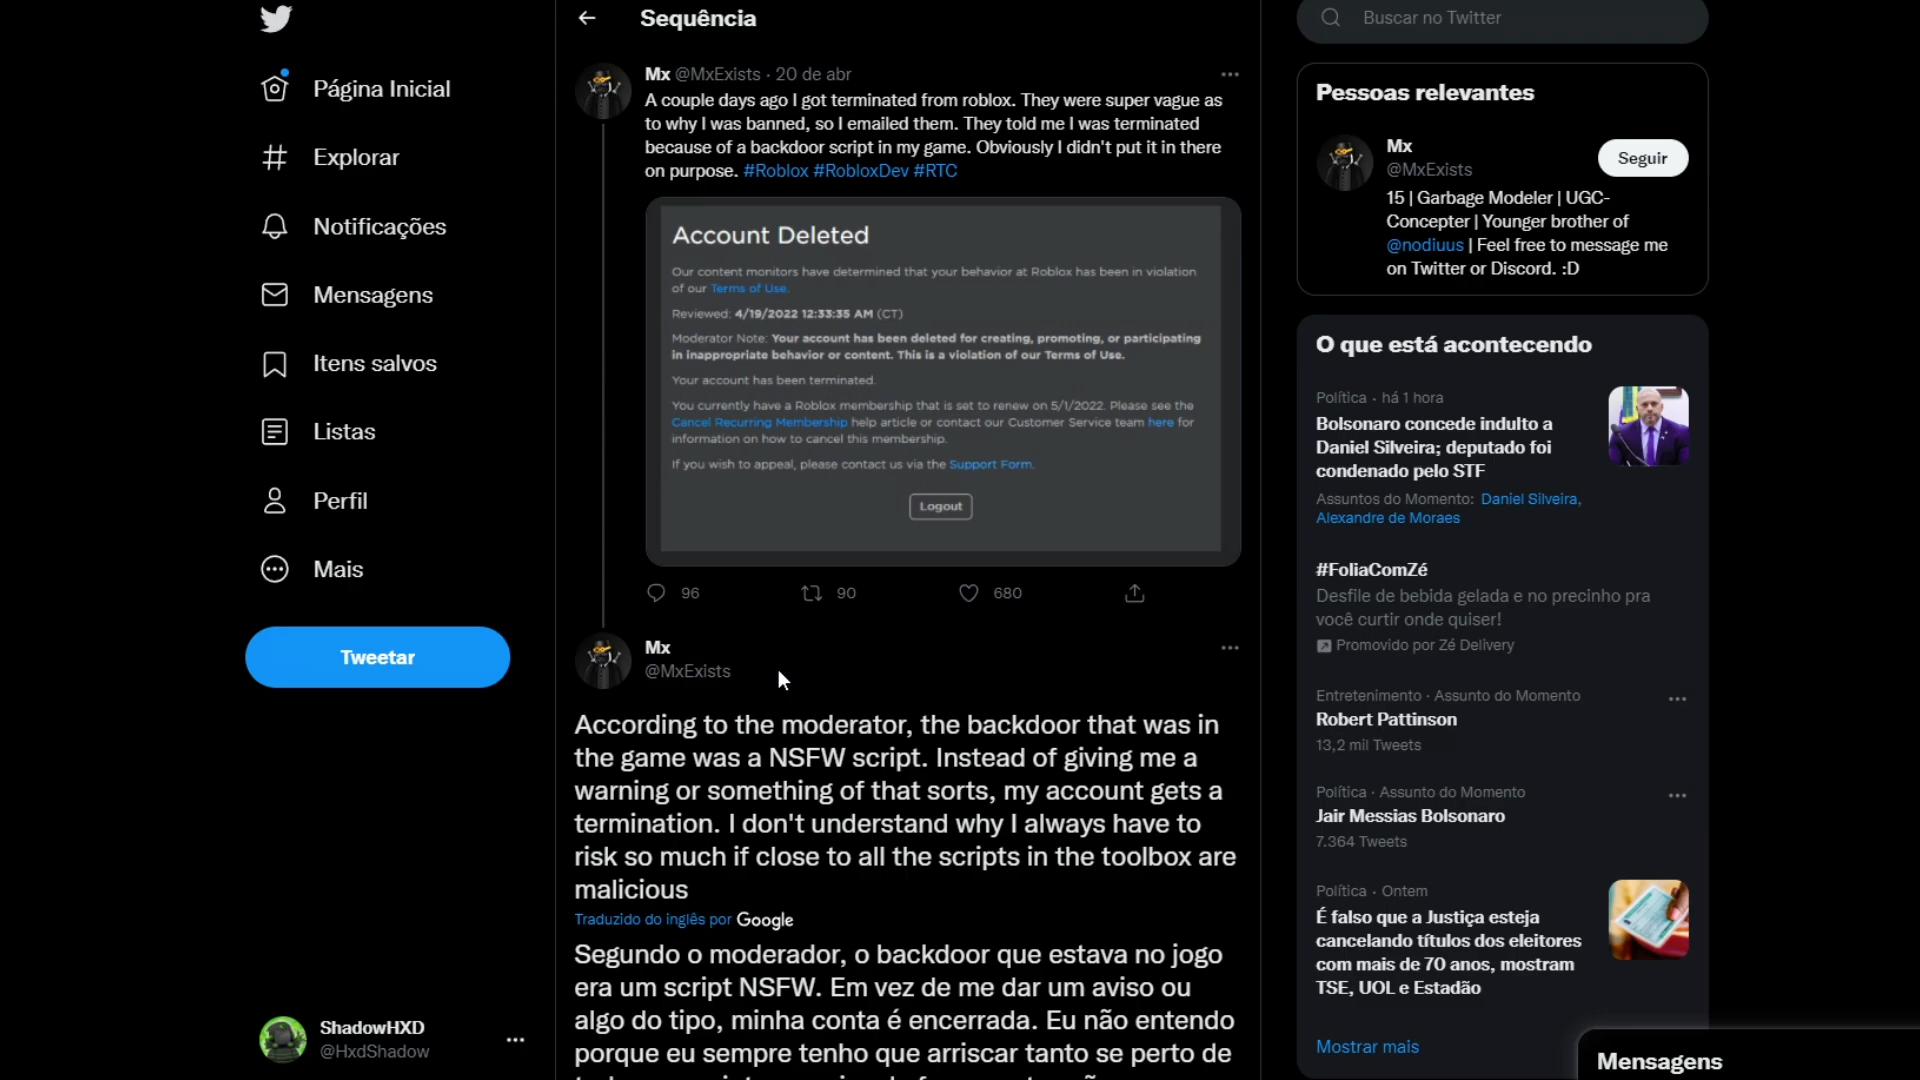 Página Inicial
Explorar
Notificações
Mensagens
Itens salvos
Listas
Perfil
Mais
Tweetar
ShadowHXD
@HxdShadow
Sequência
Mx @MxExists · 20 de abr
A couple days ago I got terminated from roblox. They were super vague as
to why I was banned, so I emailed them. They told me I was terminated
because of a backdoor script in my game. Obviously I didn't put it in there
on purpose. #Roblox #RobloxDev #RTC
Account Deleted
Our content monitors have determined that your behavior at Roblox has been in violation
of our Terms of Use.
Reviewed: 4/19/2022 12:33:35 AM (CT)
Moderator Note: Your account has been deleted for creating, promoting, or participating
in inappropriate behavior or content. This is a violation of our Terms of Use.
Your account has been terminated.
You currently have a Roblox membership that is set to renew on 5/1/2022. Please see the
Cancel Recurring Membership help article or contact our Customer Service team here for
information on how to cancel this membership.
If you wish to appeal, please contact us via the Support Form.
Logout
96 90 680
Mx
@MxExists
According to the moderator, the backdoor that was in
the game was a NSFW script. Instead of giving me a
warning or something of that sorts, my account gets a
termination. I don't understand why I always have to
risk so much if close to all the scripts in the toolbox are
malicious
Traduzido do inglês por Google
Segundo o moderador, o backdoor que estava no jogo
era um script NSFW. Em vez de me dar um aviso ou
algo do tipo, minha conta é encerrada. Eu não entendo
porque eu sempre tenho que arriscar tanto se perto de
Buscar no Twitter
Pessoas relevantes
Mx
@MxExists
Seguir
15 | Garbage Modeler | UGC-
Concepter | Younger brother of
@nodiuus | Feel free to message me
on Twitter or Discord. :D
O que está acontecendo
Política · há 1 hora
Bolsonaro concede indulto a
Daniel Silveira; deputado foi
condenado pelo STF
Assuntos do Momento: Daniel Silveira,
Alexandre de Moraes
#FoliaComZé
Desfile de bebida gelada e no precinho pra
você curtir onde quiser!
Promovido por Zé Delivery
Entretenimento · Assunto do Momento
Robert Pattinson
13,2 mil Tweets
Política · Assunto do Momento
Jair Messias Bolsonaro
7.364 Tweets
Política · Ontem
É falso que a Justiça esteja
cancelando títulos dos eleitores
com mais de 70 anos, mostram
TSE, UOL e Estadão
Mostrar mais
Mensagens